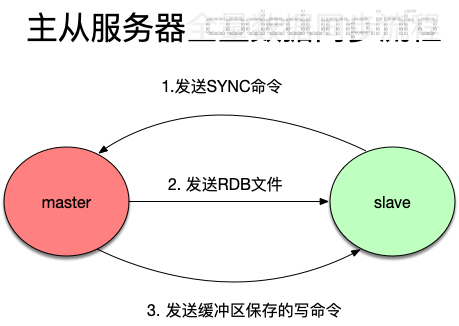 主从服务器
1.发送SYNC命令
master
2. 发送RDB文件
slave
3. 发送缓冲区保存的写命令